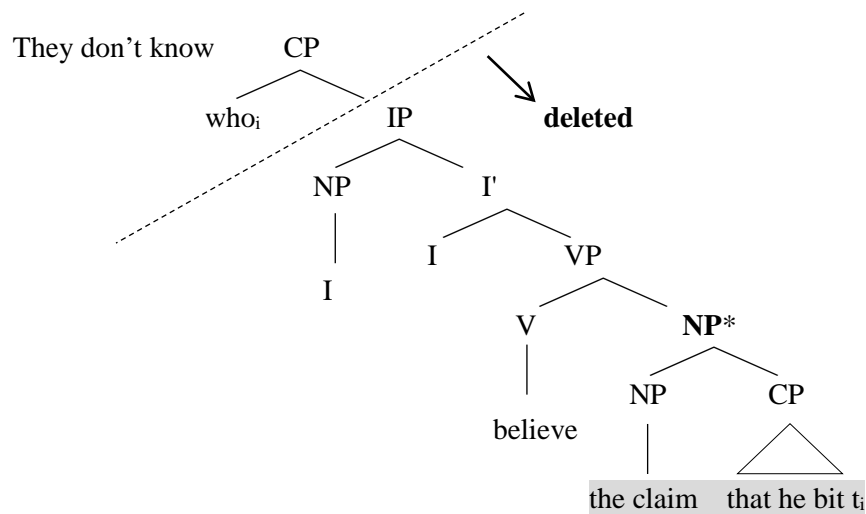 They don't know CP
who_i IP deleted
NP I'
I I VP
V NP*
believe NP CP
the claim that he bit t_i